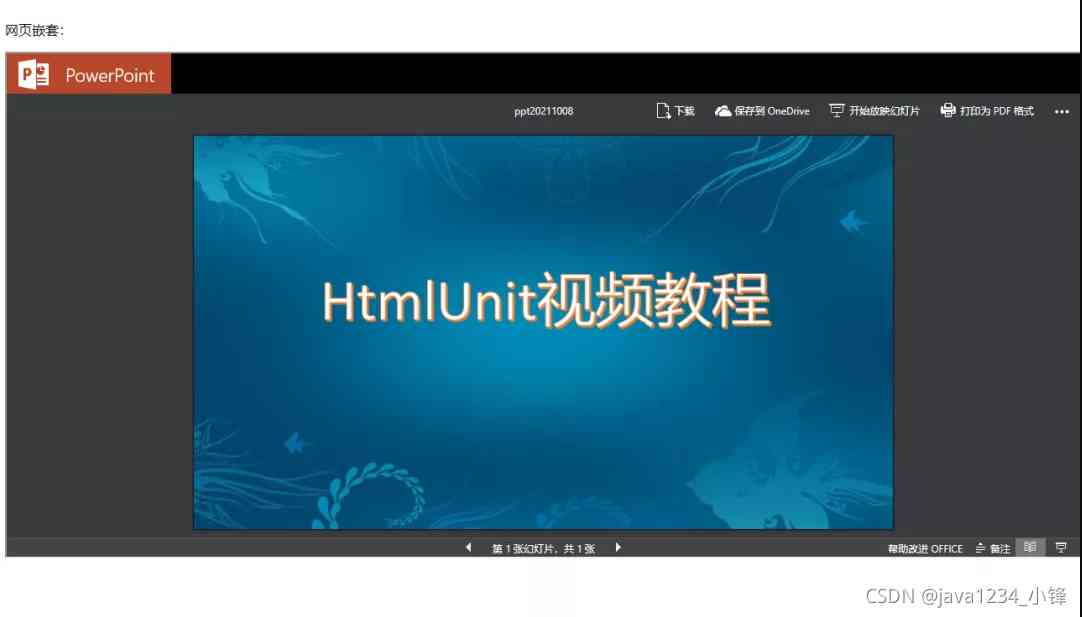 网页嵌套：
PowerPoint
ppt20211008 下载 保存到 OneDrive 开始放映幻灯片 打印为 PDF 格式
HtmlUnit视频教程
第 1 张幻灯片，共 1 张 帮助改进 OFFICE 备注
CSDN @java1234_小锋